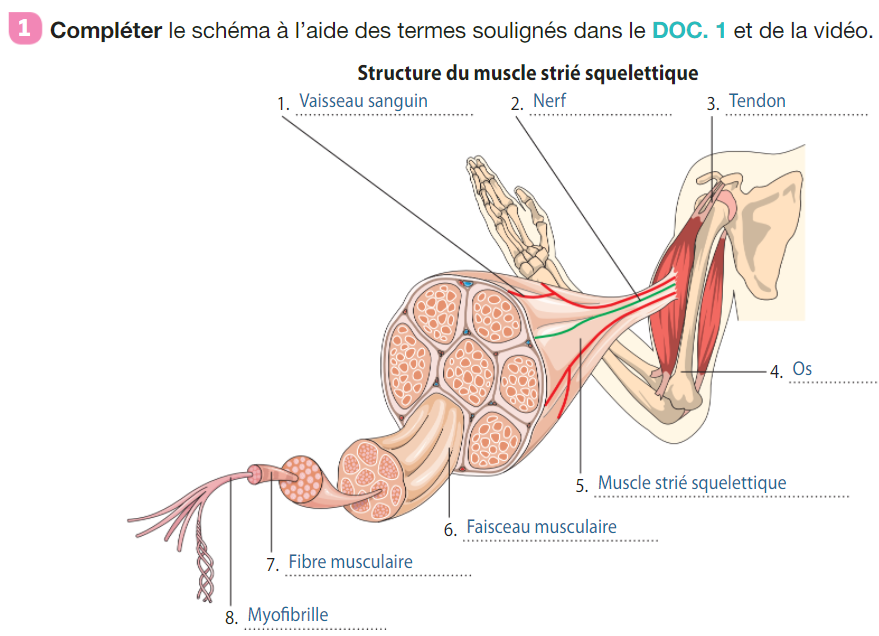 1 Compléter le schéma à l'aide des termes soulignés dans le DOC. 1 et de la vidéo.
Structure du muscle strié squelettique
1. Vaisseau sanguin
2. Nerf
3. Tendon
4. Os
5. Muscle strié squelettique
6. Faisceau musculaire
7. Fibre musculaire
8. Myofibrille